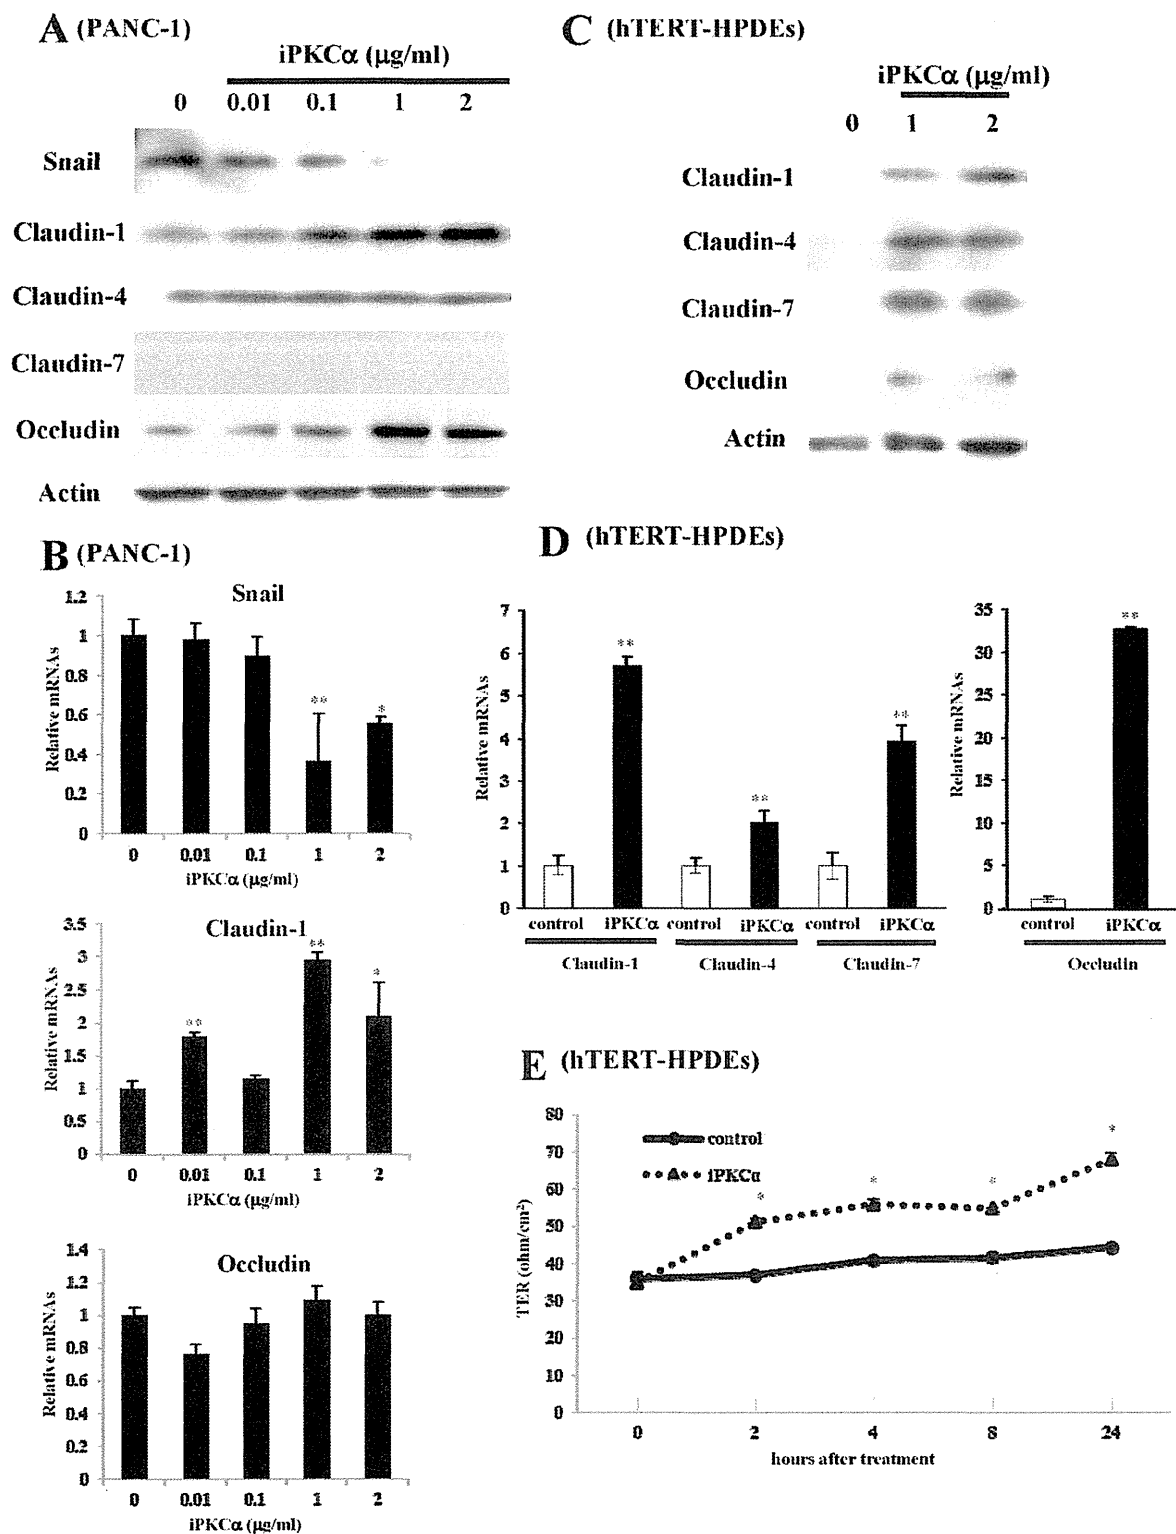 A (PANC-1)
iPKCα (μg/ml)
0 0.01 0.1 1 2
Snail
Claudin-1
Claudin-4
Claudin-7
Occludin
Actin
C (hTERT-HPDEs)
iPKCα (μg/ml)
0 1 2
Claudin-1
Claudin-4
Claudin-7
Occludin
Actin
B (PANC-1)
Snail
Relative mRNAs
1.2
1
0.8
0.6
0.4
0.2
0
** *
0 0.01 0.1 1 2
iPKCα (μg/ml)
Claudin-1
Relative mRNAs
3.5
3
2.5
2
1.5
1
0.5
0
** ** *
0 0.01 0.1 1 2
iPKCα (μg/ml)
Occludin
Relative mRNAs
1.4
1.2
1
0.8
0.6
0.4
0.2
0
0 0.01 0.1 1 2
iPKCα (μg/ml)
D (hTERT-HPDEs)
Relative mRNAs
7
6
5
4
3
2
1
0
** ** **
control iPKCα control iPKCα control iPKCα
Claudin-1 Claudin-4 Claudin-7
Relative mRNAs
35
30
25
20
15
10
5
0
**
control iPKCα
Occludin
E (hTERT-HPDEs)
TER (ohm/cm²)
80
70
60
50
40
30
20
10
0
control
iPKCα
* * * *
0 2 4 8 24
hours after treatment